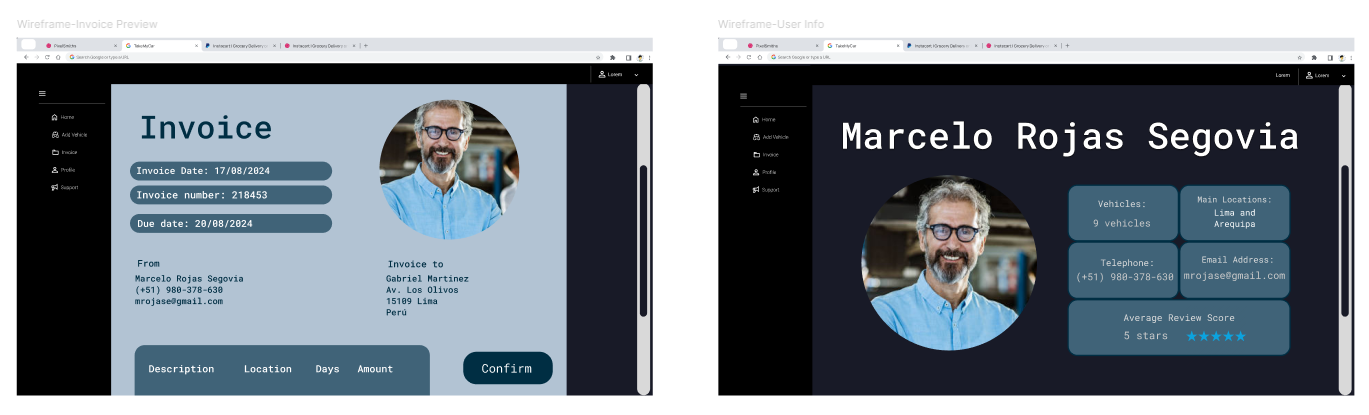 Wireframe-Invoice Preview
PixelSmiths
TakeMyCar
Instacart | Grocery Delivery
Instacart | Grocery Delivery
Search Google or type a URL
Lorem
Home
Add Vehicle
Invoice
Profile
Support
Invoice
Invoice Date: 17/08/2024
Invoice number: 218453
Due date: 20/08/2024
From
Marcelo Rojas Segovia
(+51) 980-378-630
mrojase@gmail.com
Invoice to
Gabriel Martinez
Av. Los Olivos
15109 Lima
Perú
Description Location Days Amount
Confirm
Wireframe-User Info
PixelSmiths
TakeMyCar
Instacart | Grocery Delivery
Instacart | Grocery Delivery
Search Google or type a URL
Lorem
Lorem
Home
Add Vehicle
Invoice
Profile
Support
Marcelo Rojas Segovia
Vehicles:
9 vehicles
Main Locations:
Lima and
Arequipa
Telephone:
(+51) 980-378-630
Email Address:
mrojase@gmail.com
Average Review Score
5 stars